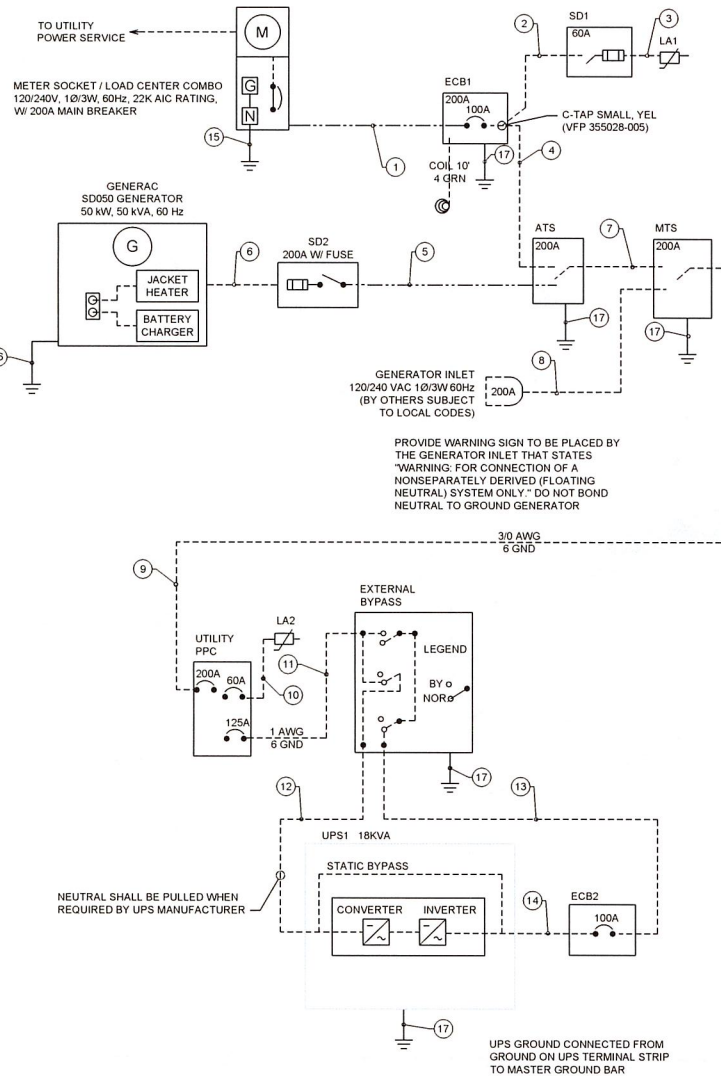 TO UTILITY
POWER SERVICE
M
METER SOCKET / LOAD CENTER COMBO
120/240V, 1Ø/3W, 60Hz, 22K AIC RATING,
W/ 200A MAIN BREAKER
G
N
15
1
ECB1
200A
100A
2
SD1
60A
3
LA1
C-TAP SMALL, YEL
(VFP 355028-005)
17
4
COIL 10'
4 GRN
GENERAC
SD050 GENERATOR
50 kW, 50 kVA, 60 Hz
G
JACKET
HEATER
BATTERY
CHARGER
6
SD2
200A W/ FUSE
5
ATS
200A
7
MTS
200A
17
17
8
GENERATOR INLET
120/240 VAC 1Ø/3W 60Hz
(BY OTHERS SUBJECT
TO LOCAL CODES)
200A
PROVIDE WARNING SIGN TO BE PLACED BY
THE GENERATOR INLET THAT STATES
"WARNING: FOR CONNECTION OF A
NONSEPARATELY DERIVED (FLOATING
NEUTRAL) SYSTEM ONLY." DO NOT BOND
NEUTRAL TO GROUND GENERATOR
3/0 AWG
6 GND
9
UTILITY
PPC
200A
60A
125A
LA2
10
11
1 AWG
6 GND
EXTERNAL
BYPASS
LEGEND
BY
NOR
17
12
13
UPS1 18KVA
STATIC BYPASS
CONVERTER
INVERTER
NEUTRAL SHALL BE PULLED WHEN
REQUIRED BY UPS MANUFACTURER
14
ECB2
100A
17
UPS GROUND CONNECTED FROM
GROUND ON UPS TERMINAL STRIP
TO MASTER GROUND BAR